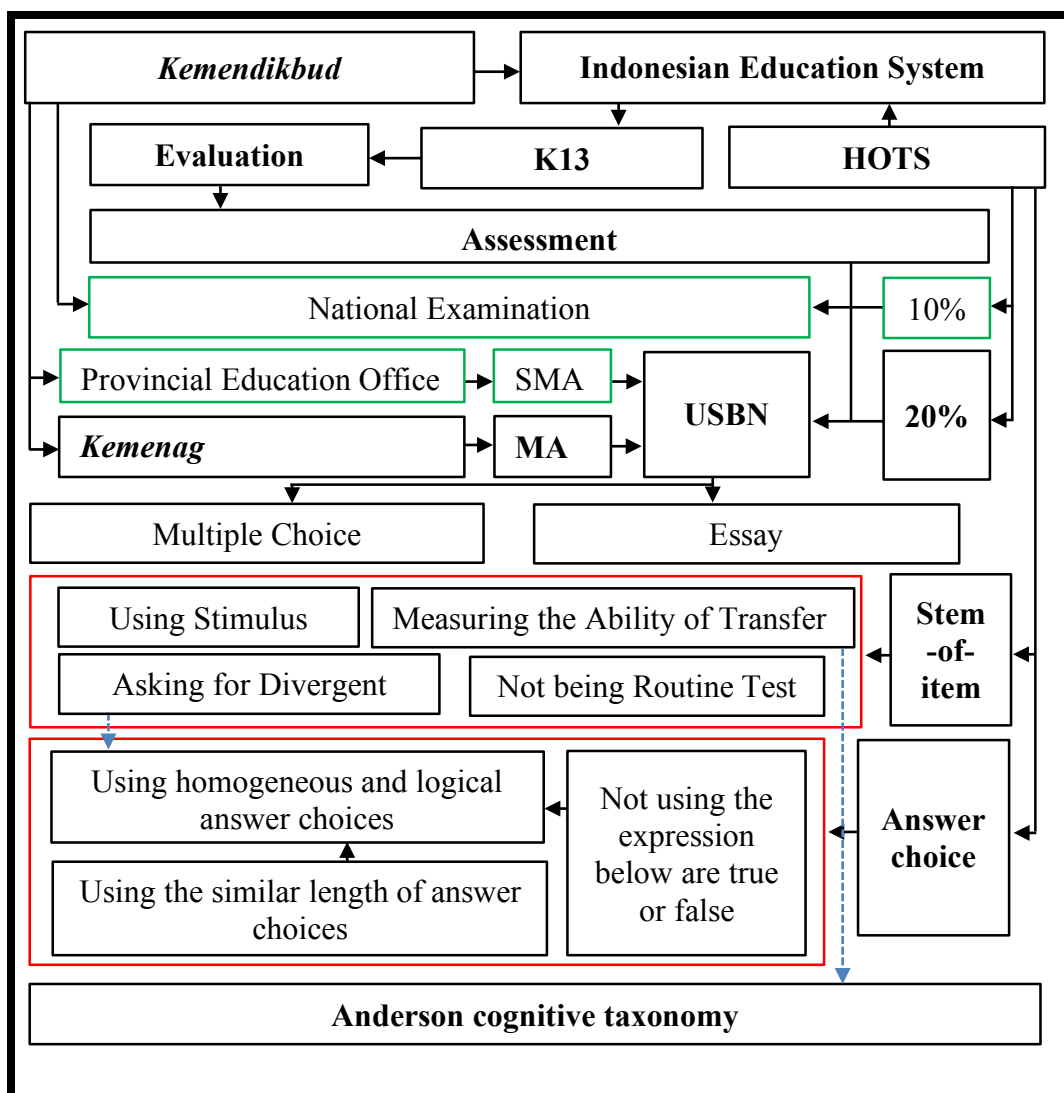 Kemendikbud
Indonesian Education System
Evaluation
K13
HOTS
Assessment
National Examination
10%
Provincial Education Office
SMA
USBN
20%
Kemenag
MA
Multiple Choice
Essay
Using Stimulus
Measuring the Ability of Transfer
Asking for Divergent
Not being Routine Test
Stem
-of-
item
Using homogeneous and logical
answer choices
Using the similar length of answer
choices
Not using the
expression
below are true
or false
Answer
choice
Anderson cognitive taxonomy